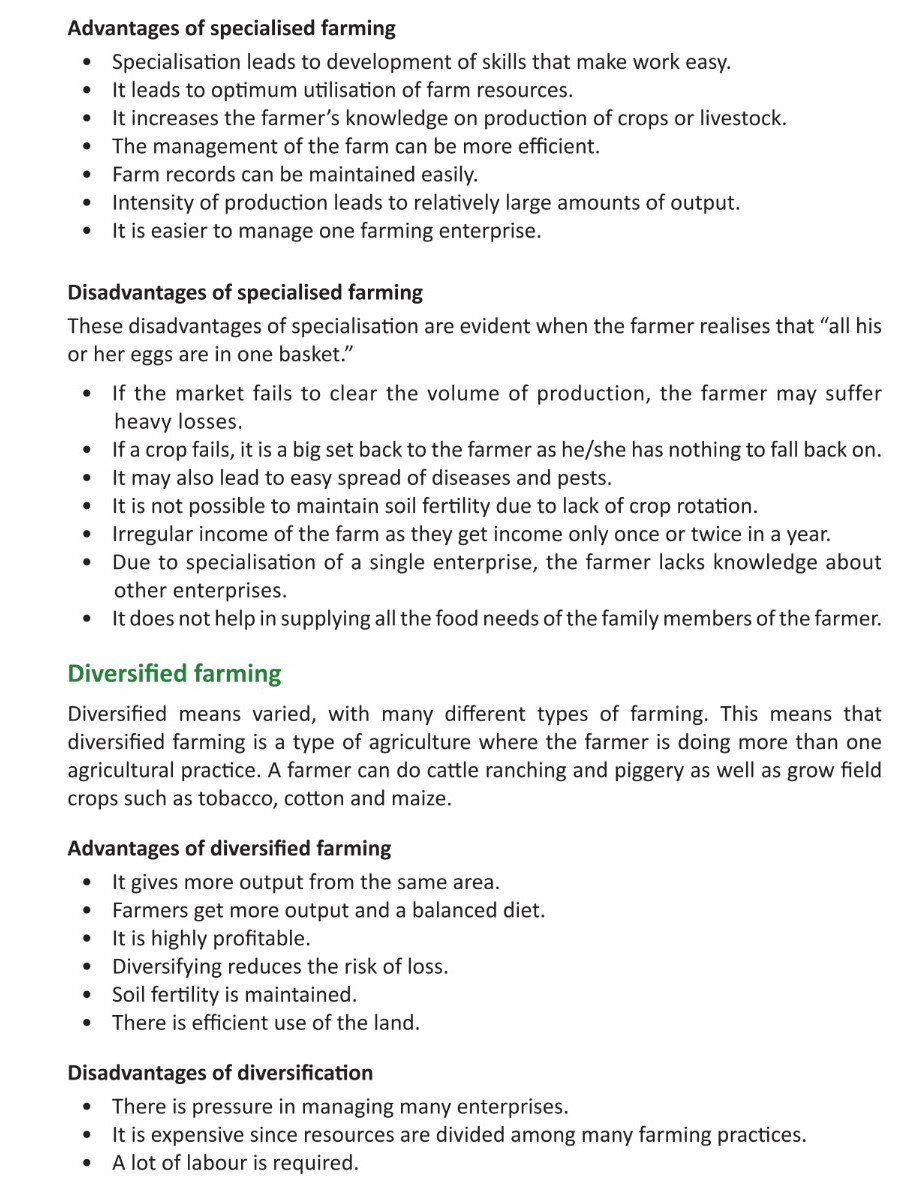 Advantages of specialised farming
• Specialisation leads to development of skills that make work easy.
• It leads to optimum utilisation of farm resources.
• It increases the farmer’s knowledge on production of crops or livestock.
• The management of the farm can be more efficient.
• Farm records can be maintained easily.
• Intensity of production leads to relatively large amounts of output.
• It is easier to manage one farming enterprise.
Disadvantages of specialised farming
These disadvantages of specialisation are evident when the farmer realises that “all his
or her eggs are in one basket.”
• If the market fails to clear the volume of production, the farmer may suffer
heavy losses.
• If a crop fails, it is a big set back to the farmer as he/she has nothing to fall back on.
• It may also lead to easy spread of diseases and pests.
• It is not possible to maintain soil fertility due to lack of crop rotation.
• Irregular income of the farm as they get income only once or twice in a year.
• Due to specialisation of a single enterprise, the farmer lacks knowledge about
other enterprises.
• It does not help in supplying all the food needs of the family members of the farmer.
Diversified farming
Diversified means varied, with many different types of farming. This means that
diversified farming is a type of agriculture where the farmer is doing more than one
agricultural practice. A farmer can do cattle ranching and piggery as well as grow field
crops such as tobacco, cotton and maize.
Advantages of diversified farming
• It gives more output from the same area.
• Farmers get more output and a balanced diet.
• It is highly profitable.
• Diversifying reduces the risk of loss.
• Soil fertility is maintained.
• There is efficient use of the land.
Disadvantages of diversification
• There is pressure in managing many enterprises.
• It is expensive since resources are divided among many farming practices.
• A lot of labour is required.